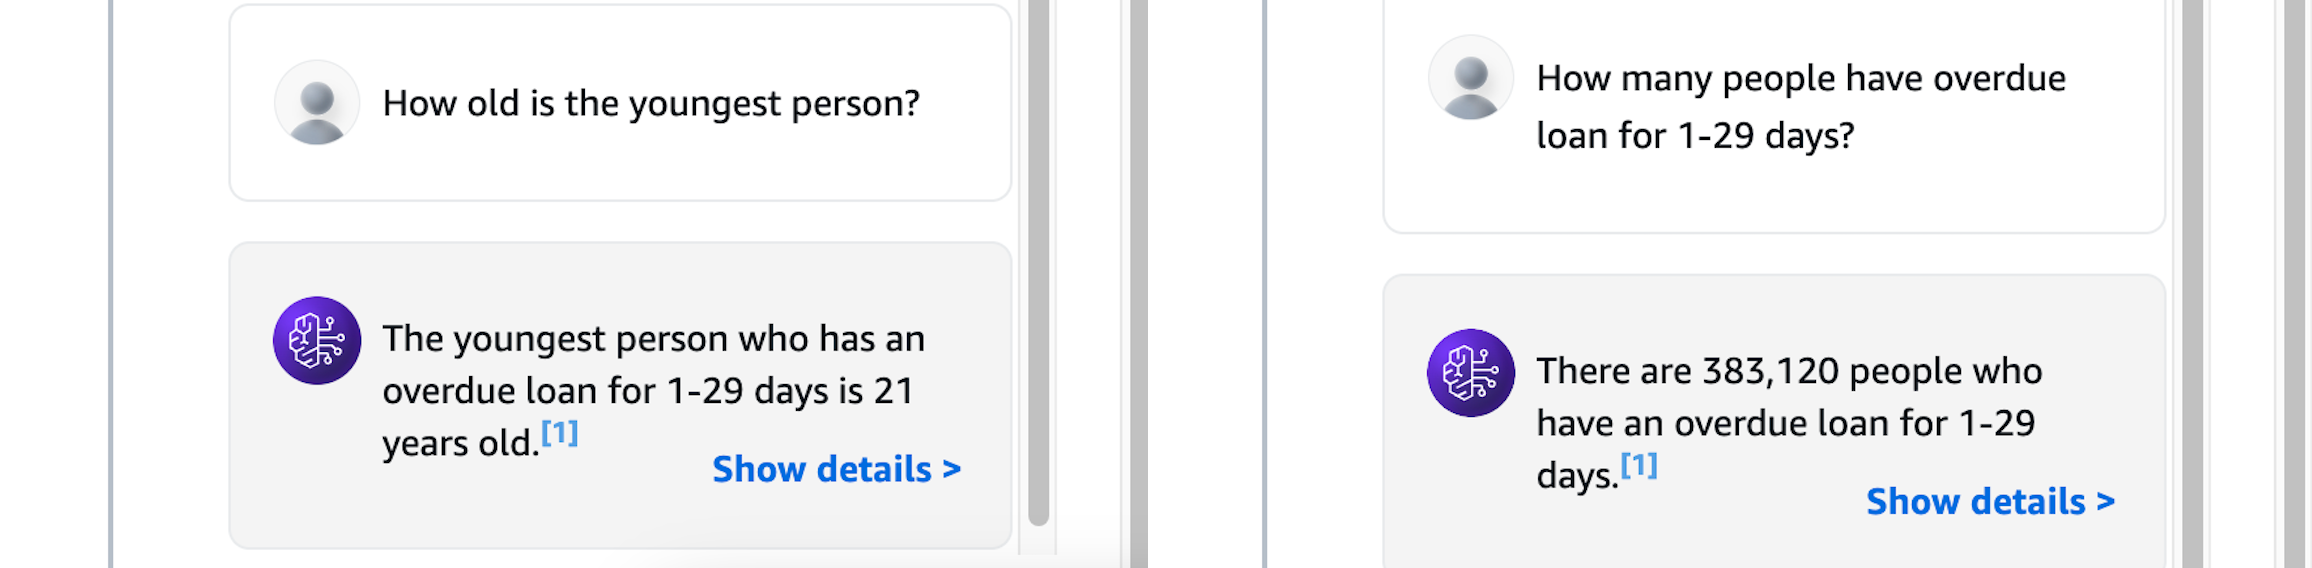 How old is the youngest person?
The youngest person who has an
overdue loan for 1-29 days is 21
years old.[1]
Show details >
How many people have overdue
loan for 1-29 days?
There are 383,120 people who
have an overdue loan for 1-29
days.[1]
Show details >